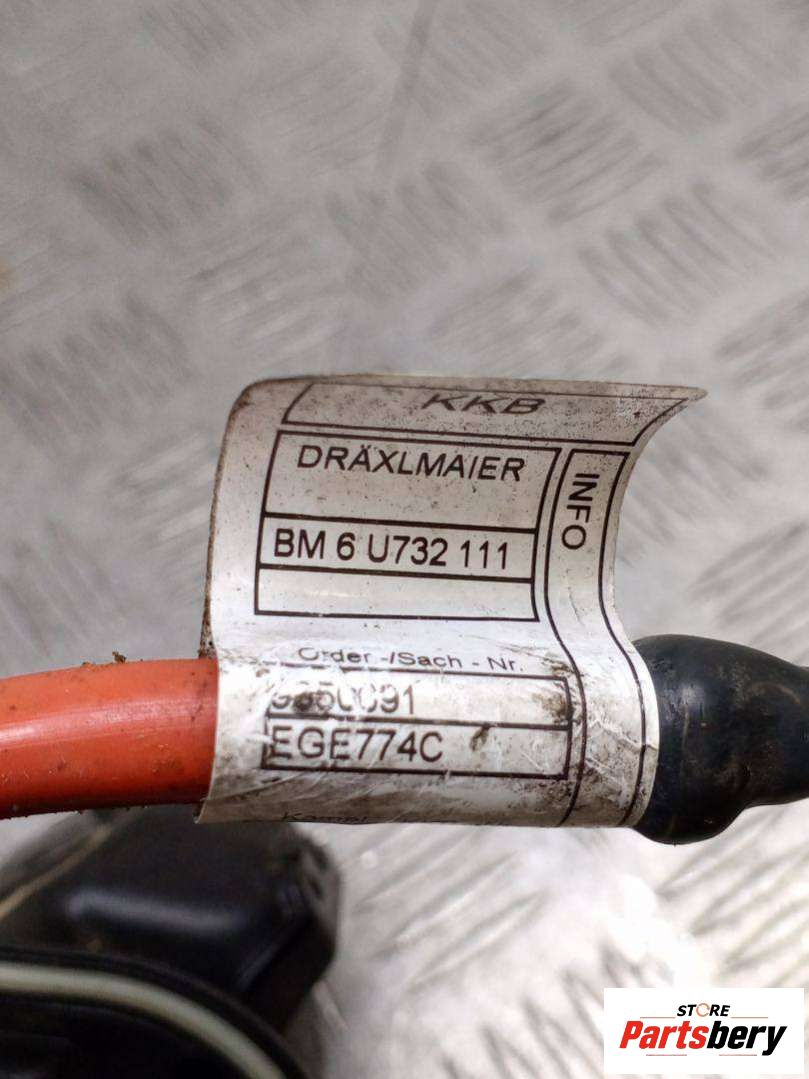 KKB
DRÄXLMAIER
INFO
BM 6 U732 111
Order -/Sach - Nr.
EGE774C
STORE
Partsbery